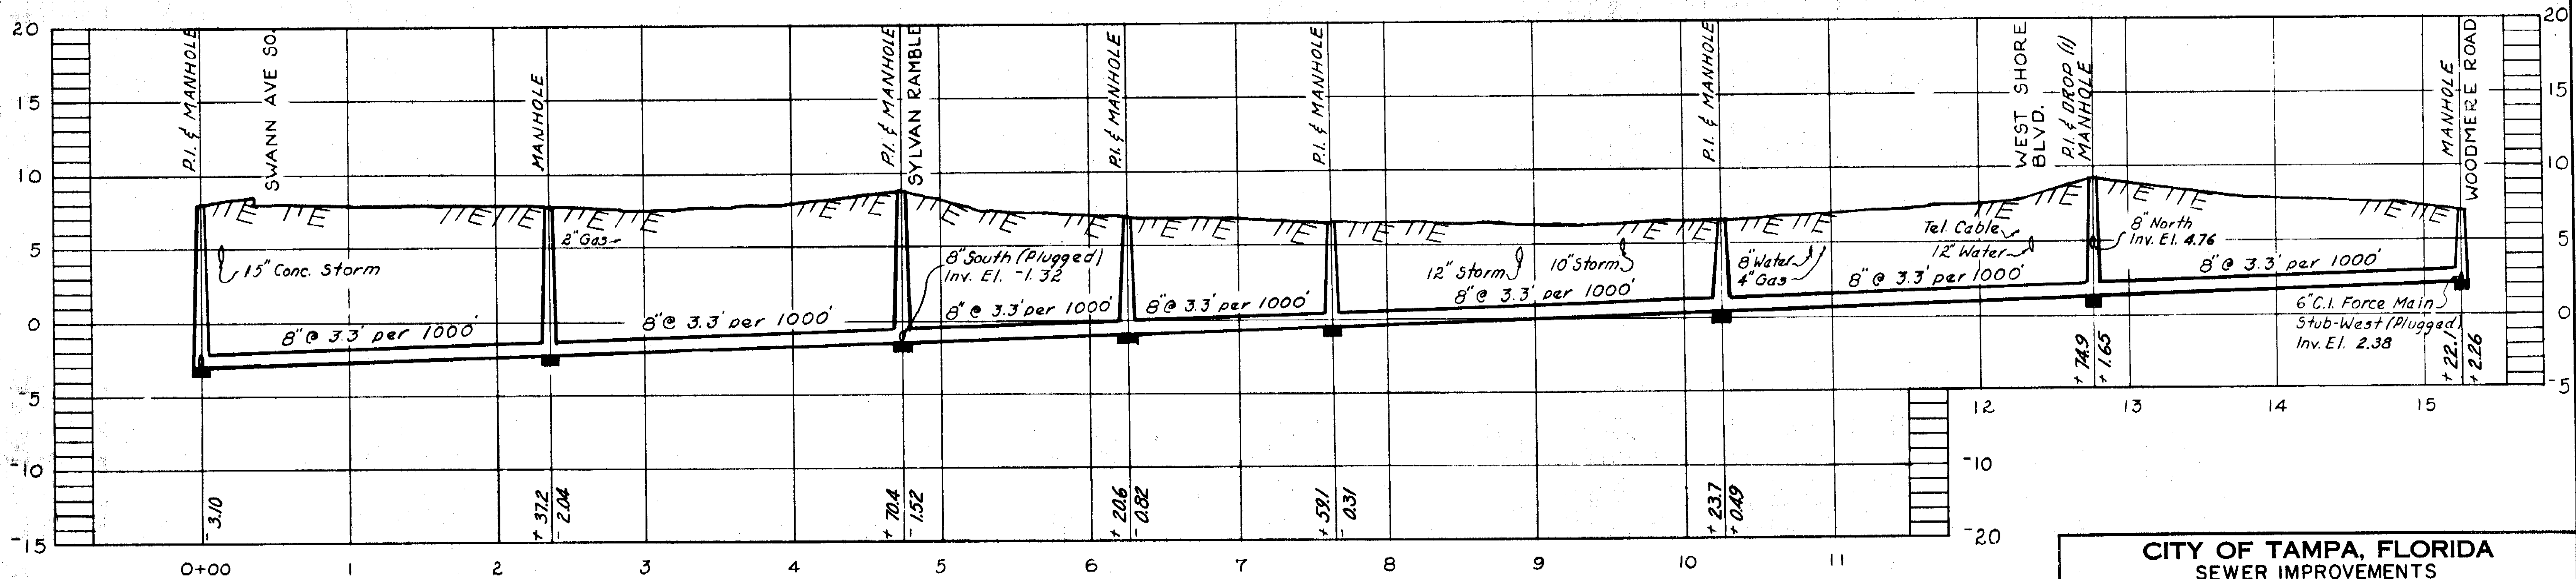 20
15
10
5
0
-5
-10
-15
P.I. & MANHOLE
SWANN AVE SO.
MANHOLE
P.I. & MANHOLE
SYLVAN RAMBLE
P.I. & MANHOLE
P.I. & MANHOLE
P.I. & MANHOLE
WEST SHORE
BLVD.
P.I. & DROP (1)
MANHOLE
MANHOLE
WOODMERE ROAD
20
15
10
5
0
-5
15" Conc. Storm
2" Gas
8" South (Plugged)
Inv. El. -1.32
12" Storm
10" Storm
8" Water
4" Gas
Tel. Cable
12" Water
8" North
Inv. El. 4.76
6" C.I. Force Main
Stub-West (Plugged)
Inv. El. 2.38
8" @ 3.3' per 1000'
8" @ 3.3' per 1000'
8" @ 3.3' per 1000'
8" @ 3.3' per 1000'
8" @ 3.3' per 1000'
8" @ 3.3' per 1000'
8" @ 3.3' per 1000'
- 3.10
+ 37.2
- 2.04
+ 70.4
- 1.52
+ 20.6
- 0.82
+ 59.1
- 0.31
+ 23.7
+ 0.49
+ 74.9
+ 1.65
+ 22.1
+ 2.26
-10
-20
0+00 1 2 3 4 5 6 7 8 9 10 11
12 13 14 15
CITY OF TAMPA, FLORIDA
SEWER IMPROVEMENTS